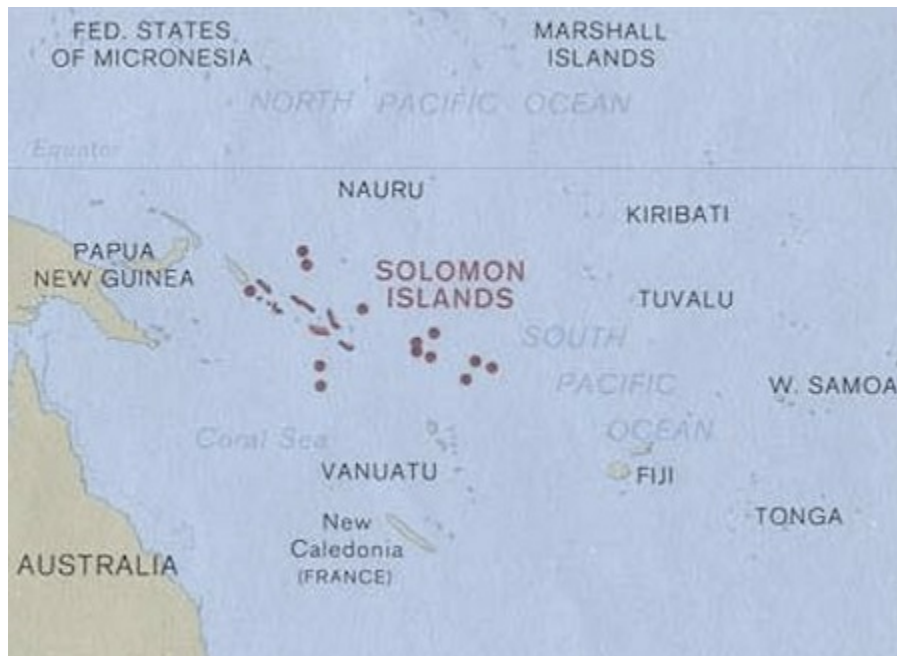 FED. STATES
OF MICRONESIA
MARSHALL
ISLANDS
NORTH PACIFIC OCEAN
Equator
NAURU
KIRIBATI
PAPUA
NEW GUINEA
SOLOMON
ISLANDS
TUVALU
SOUTH
PACIFIC
OCEAN
W. SAMOA
Coral Sea
VANUATU
FIJI
New
Caledonia
(FRANCE)
TONGA
AUSTRALIA